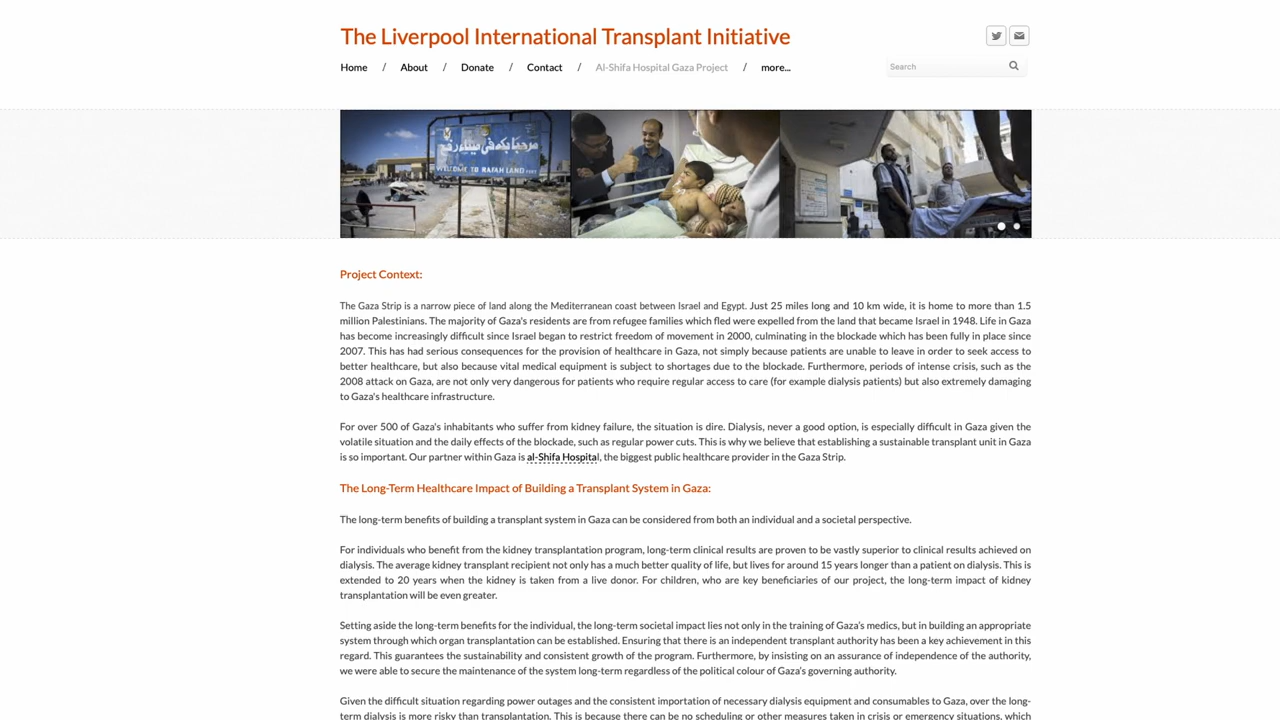 The Liverpool International Transplant Initiative
Home / About / Donate / Contact / Al-Shifa Hospital Gaza Project / more...
Search
مرحبا بكم في ميناء رفح
WELCOME TO RAFAH LAND PORT
Project Context:
The Gaza Strip is a narrow piece of land along the Mediterranean coast between Israel and Egypt. Just 25 miles long and 10 km wide, it is home to more than 1.5
million Palestinians. The majority of Gaza's residents are from refugee families which fled were expelled from the land that became Israel in 1948. Life in Gaza
has become increasingly difficult since Israel began to restrict freedom of movement in 2000, culminating in the blockade which has been fully in place since
2007. This has had serious consequences for the provision of healthcare in Gaza, not simply because patients are unable to leave in order to seek access to
better healthcare, but also because vital medical equipment is subject to shortages due to the blockade. Furthermore, periods of intense crisis, such as the
2008 attack on Gaza, are not only very dangerous for patients who require regular access to care (for example dialysis patients) but also extremely damaging
to Gaza's healthcare infrastructure.
For over 500 of Gaza's inhabitants who suffer from kidney failure, the situation is dire. Dialysis, never a good option, is especially difficult in Gaza given the
volatile situation and the daily effects of the blockade, such as regular power cuts. This is why we believe that establishing a sustainable transplant unit in Gaza
is so important. Our partner within Gaza is al-Shifa Hospital, the biggest public healthcare provider in the Gaza Strip.
The Long-Term Healthcare Impact of Building a Transplant System in Gaza:
The long-term benefits of building a transplant system in Gaza can be considered from both an individual and a societal perspective.
For individuals who benefit from the kidney transplantation program, long-term clinical results are proven to be vastly superior to clinical results achieved on
dialysis. The average kidney transplant recipient not only has a much better quality of life, but lives for around 15 years longer than a patient on dialysis. This is
extended to 20 years when the kidney is taken from a live donor. For children, who are key beneficiaries of our project, the long-term impact of kidney
transplantation will be even greater.
Setting aside the long-term benefits for the individual, the long-term societal impact lies not only in the training of Gaza's medics, but in building an appropriate
system through which organ transplantation can be established. Ensuring that there is an independent transplant authority has been a key achievement in this
regard. This guarantees the sustainability and consistent growth of the program. Furthermore, by insisting on an assurance of independence of the authority,
we were able to secure the maintenance of the system long-term regardless of the political colour of Gaza's governing authority.
Given the difficult situation regarding power outages and the consistent importation of necessary dialysis equipment and consumables to Gaza, over the long-
term dialysis is more risky than transplantation. This is because there can be no scheduling or other measures taken in crisis or emergency situations, which